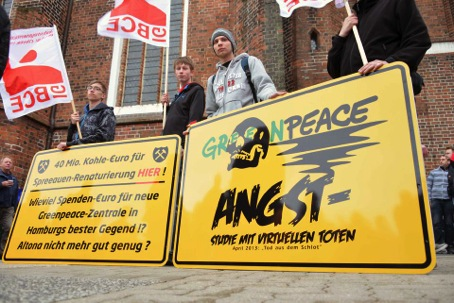 BCE
BCE
40 Mio. Kohle-Euro für
Spreeauen-Renaturierung HIER!
Wieviel Spenden-Euro für neue
Greenpeace-Zentrale in
Hamburgs bester Gegend !?
Altona nicht mehr gut genug ?
GREENPEACE
ANGST-
STUDIE MIT VIRTUELLEN TOTEN
April 2013: „Tod aus dem Schlot"